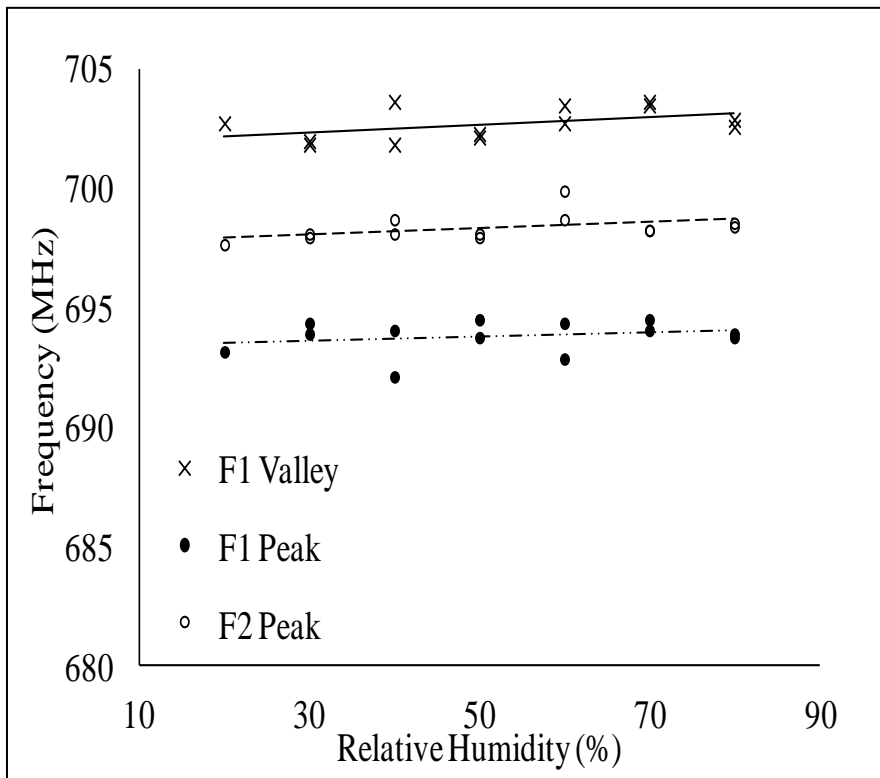 705
700
695
690
685
680
Frequency (MHz)
F1 Valley
F1 Peak
F2 Peak
10 30 50 70 90
Relative Humidity (%)